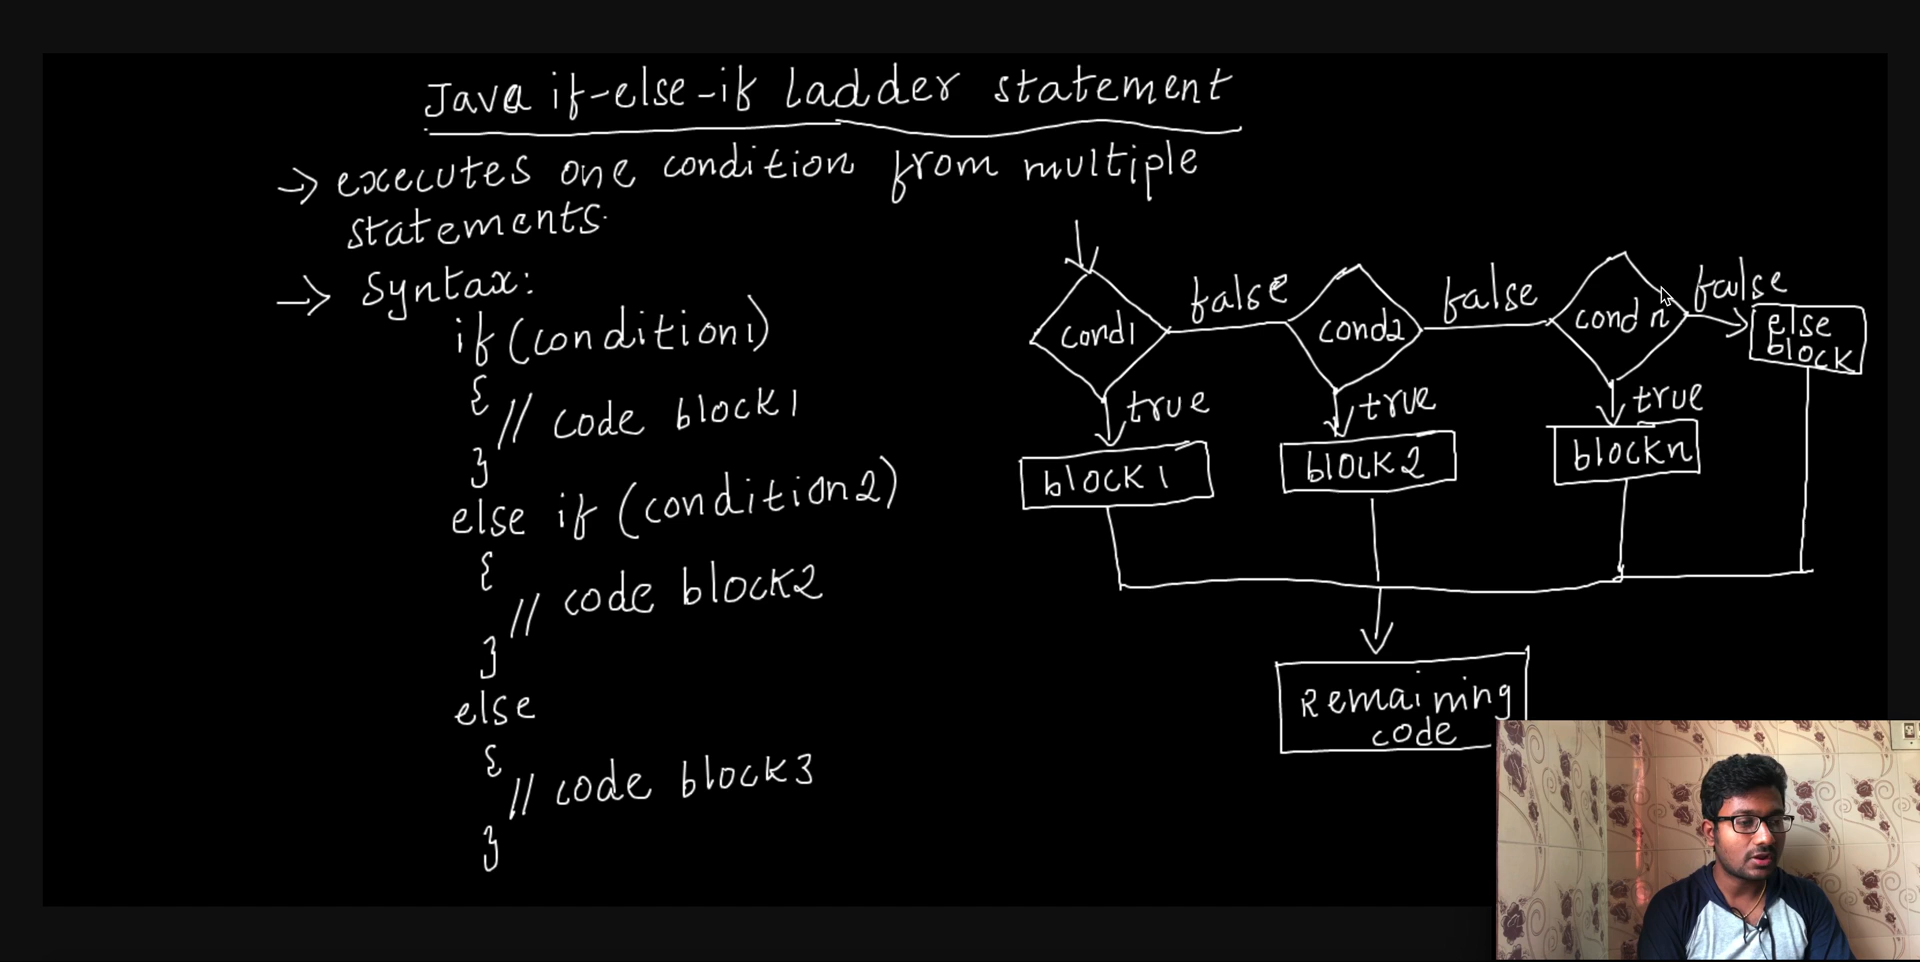 Java if-else-if Ladder statement
→ executes one condition from multiple
statements.
→ Syntax:
if (condition1)
{
// code block1
}
else if (condition2)
{
// code block2
}
else
{
// code block3
}
false
false
false
cond1
cond2
cond n
else
block
true
true
true
block 1
block 2
blockn
Remaining
code